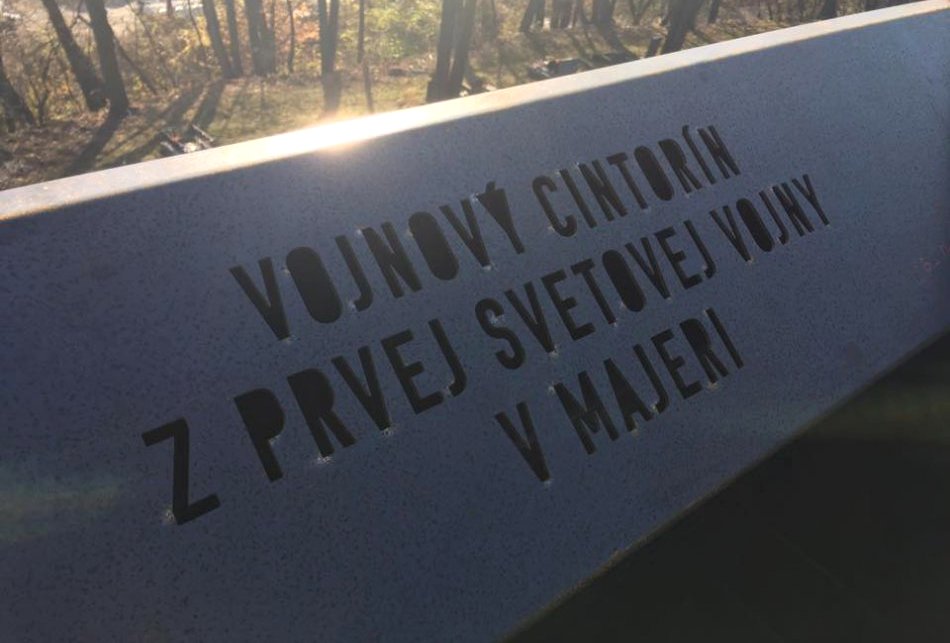 VOJNOVÝ CINTORÍN
Z PRVEJ SVETOVEJ VOJNY
V MAJERI